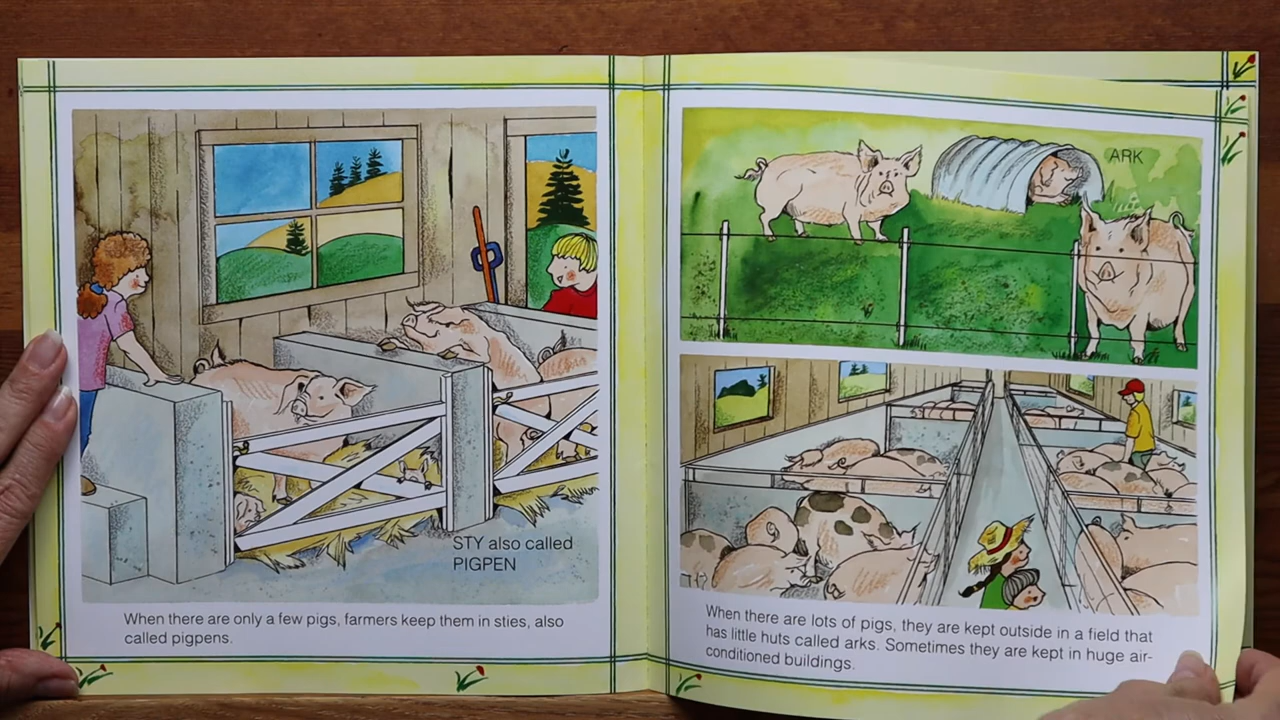 STY also called
PIGPEN
When there are only a few pigs, farmers keep them in sties, also
called pigpens.
ARK
When there are lots of pigs, they are kept outside in a field that
has little huts called arks. Sometimes they are kept in huge air-
conditioned buildings.